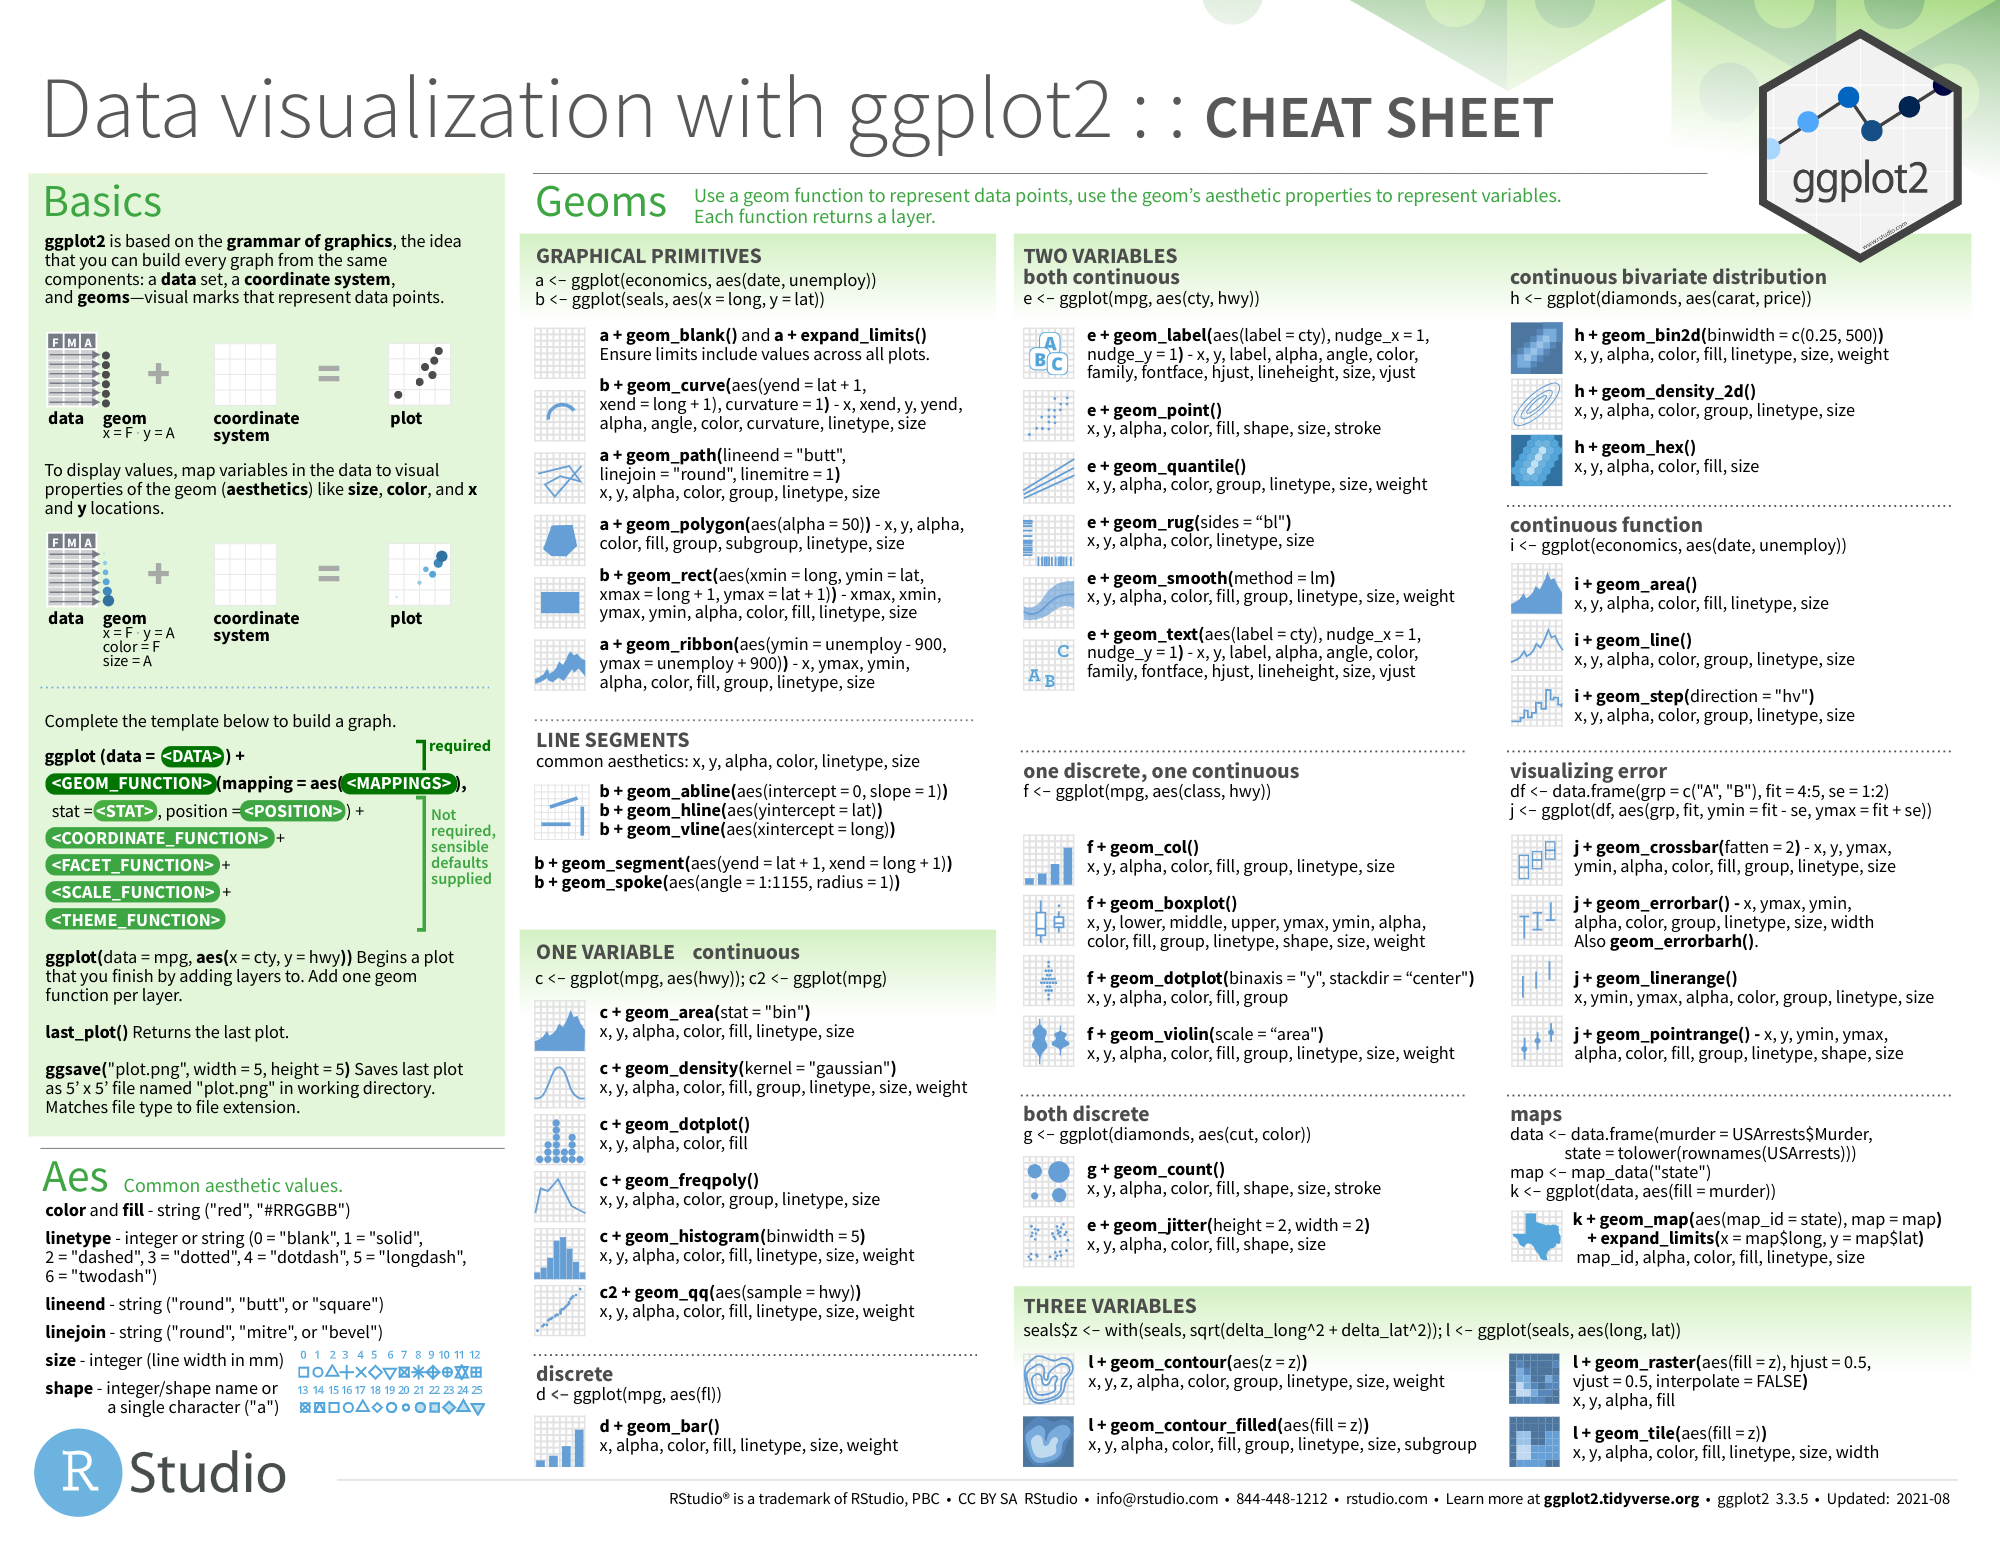 Data visualization with ggplot2 : : CHEAT SHEET
ggplot2
www.rstudio.com
Basics
ggplot2 is based on the grammar of graphics, the idea
that you can build every graph from the same
components: a data set, a coordinate system,
and geoms—visual marks that represent data points.
F M A
data
geom
x = F · y = A
+
coordinate
system
=
plot
To display values, map variables in the data to visual
properties of the geom (aesthetics) like size, color, and x
and y locations.
F M A
data
geom
x = F · y = A
color = F
size = A
+
coordinate
system
=
plot
Complete the template below to build a graph.
required
ggplot (data = <DATA>) +
<GEOM_FUNCTION>(mapping = aes(<MAPPINGS>),
stat = <STAT>, position = <POSITION>) +
<COORDINATE_FUNCTION> +
<FACET_FUNCTION> +
<SCALE_FUNCTION> +
<THEME_FUNCTION>
Not
required,
sensible
defaults
supplied
ggplot(data = mpg, aes(x = cty, y = hwy)) Begins a plot
that you finish by adding layers to. Add one geom
function per layer.
last_plot() Returns the last plot.
ggsave("plot.png", width = 5, height = 5) Saves last plot
as 5’ x 5’ file named "plot.png" in working directory.
Matches file type to file extension.
Aes Common aesthetic values.
color and fill - string ("red", "#RRGGBB")
linetype - integer or string (0 = "blank", 1 = "solid",
2 = "dashed", 3 = "dotted", 4 = "dotdash", 5 = "longdash",
6 = "twodash")
lineend - string ("round", "butt", or "square")
linejoin - string ("round", "mitre", or "bevel")
size - integer (line width in mm)
shape - integer/shape name or
a single character ("a")
0 1 2 3 4 5 6 7 8 9 10 11 12
13 14 15 16 17 18 19 20 21 22 23 24 25
R Studio
Geoms
Use a geom function to represent data points, use the geom’s aesthetic properties to represent variables.
Each function returns a layer.
GRAPHICAL PRIMITIVES
a <- ggplot(economics, aes(date, unemploy))
b <- ggplot(seals, aes(x = long, y = lat))
a + geom_blank() and a + expand_limits()
Ensure limits include values across all plots.
b + geom_curve(aes(yend = lat + 1,
xend = long + 1), curvature = 1) - x, xend, y, yend,
alpha, angle, color, curvature, linetype, size
a + geom_path(lineend = "butt",
linejoin = "round", linemitre = 1)
x, y, alpha, color, group, linetype, size
a + geom_polygon(aes(alpha = 50)) - x, y, alpha,
color, fill, group, subgroup, linetype, size
b + geom_rect(aes(xmin = long, ymin = lat,
xmax = long + 1, ymax = lat + 1)) - xmax, xmin,
ymax, ymin, alpha, color, fill, linetype, size
a + geom_ribbon(aes(ymin = unemploy - 900,
ymax = unemploy + 900)) - x, ymax, ymin,
alpha, color, fill, group, linetype, size
LINE SEGMENTS
common aesthetics: x, y, alpha, color, linetype, size
b + geom_abline(aes(intercept = 0, slope = 1))
b + geom_hline(aes(yintercept = lat))
b + geom_vline(aes(xintercept = long))
b + geom_segment(aes(yend = lat + 1, xend = long + 1))
b + geom_spoke(aes(angle = 1:1155, radius = 1))
ONE VARIABLE continuous
c <- ggplot(mpg, aes(hwy)); c2 <- ggplot(mpg)
c + geom_area(stat = "bin")
x, y, alpha, color, fill, linetype, size
c + geom_density(kernel = "gaussian")
x, y, alpha, color, fill, group, linetype, size, weight
c + geom_dotplot()
x, y, alpha, color, fill
c + geom_freqpoly()
x, y, alpha, color, group, linetype, size
c + geom_histogram(binwidth = 5)
x, y, alpha, color, fill, linetype, size, weight
c2 + geom_qq(aes(sample = hwy))
x, y, alpha, color, fill, linetype, size, weight
discrete
d <- ggplot(mpg, aes(fl))
d + geom_bar()
x, alpha, color, fill, linetype, size, weight
TWO VARIABLES
both continuous
e <- ggplot(mpg, aes(cty, hwy))
A
B C
e + geom_label(aes(label = cty), nudge_x = 1,
nudge_y = 1) - x, y, label, alpha, angle, color,
family, fontface, hjust, lineheight, size, vjust
e + geom_point()
x, y, alpha, color, fill, shape, size, stroke
e + geom_quantile()
x, y, alpha, color, group, linetype, size, weight
e + geom_rug(sides = “bl")
x, y, alpha, color, linetype, size
e + geom_smooth(method = lm)
x, y, alpha, color, fill, group, linetype, size, weight
C
A B
e + geom_text(aes(label = cty), nudge_x = 1,
nudge_y = 1) - x, y, label, alpha, angle, color,
family, fontface, hjust, lineheight, size, vjust
one discrete, one continuous
f <- ggplot(mpg, aes(class, hwy))
f + geom_col()
x, y, alpha, color, fill, group, linetype, size
f + geom_boxplot()
x, y, lower, middle, upper, ymax, ymin, alpha,
color, fill, group, linetype, shape, size, weight
f + geom_dotplot(binaxis = "y", stackdir = “center")
x, y, alpha, color, fill, group
f + geom_violin(scale = “area")
x, y, alpha, color, fill, group, linetype, size, weight
both discrete
g <- ggplot(diamonds, aes(cut, color))
g + geom_count()
x, y, alpha, color, fill, shape, size, stroke
e + geom_jitter(height = 2, width = 2)
x, y, alpha, color, fill, shape, size
continuous bivariate distribution
h <- ggplot(diamonds, aes(carat, price))
h + geom_bin2d(binwidth = c(0.25, 500))
x, y, alpha, color, fill, linetype, size, weight
h + geom_density_2d()
x, y, alpha, color, group, linetype, size
h + geom_hex()
x, y, alpha, color, fill, size
continuous function
i <- ggplot(economics, aes(date, unemploy))
i + geom_area()
x, y, alpha, color, fill, linetype, size
i + geom_line()
x, y, alpha, color, group, linetype, size
i + geom_step(direction = "hv")
x, y, alpha, color, group, linetype, size
visualizing error
df <- data.frame(grp = c("A", "B"), fit = 4:5, se = 1:2)
j <- ggplot(df, aes(grp, fit, ymin = fit - se, ymax = fit + se))
j + geom_crossbar(fatten = 2) - x, y, ymax,
ymin, alpha, color, fill, group, linetype, size
j + geom_errorbar() - x, ymax, ymin,
alpha, color, group, linetype, size, width
Also geom_errorbarh().
j + geom_linerange()
x, ymin, ymax, alpha, color, group, linetype, size
j + geom_pointrange() - x, y, ymin, ymax,
alpha, color, fill, group, linetype, shape, size
maps
data <- data.frame(murder = USArrests$Murder,
state = tolower(rownames(USArrests)))
map <- map_data("state")
k <- ggplot(data, aes(fill = murder))
k + geom_map(aes(map_id = state), map = map)
+ expand_limits(x = map$long, y = map$lat)
map_id, alpha, color, fill, linetype, size
THREE VARIABLES
seals$z <- with(seals, sqrt(delta_long^2 + delta_lat^2)); l <- ggplot(seals, aes(long, lat))
l + geom_contour(aes(z = z))
x, y, z, alpha, color, group, linetype, size, weight
l + geom_contour_filled(aes(fill = z))
x, y, alpha, color, fill, group, linetype, size, subgroup
l + geom_raster(aes(fill = z), hjust = 0.5,
vjust = 0.5, interpolate = FALSE)
x, y, alpha, fill
l + geom_tile(aes(fill = z))
x, y, alpha, color, fill, linetype, size, width
RStudio® is a trademark of RStudio, PBC • CC BY SA RStudio • info@rstudio.com • 844-448-1212 • rstudio.com • Learn more at ggplot2.tidyverse.org • ggplot2 3.3.5 • Updated: 2021-08